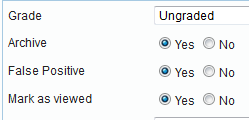 Grade Ungraded
Archive Yes No
False Positive Yes No
Mark as viewed Yes No